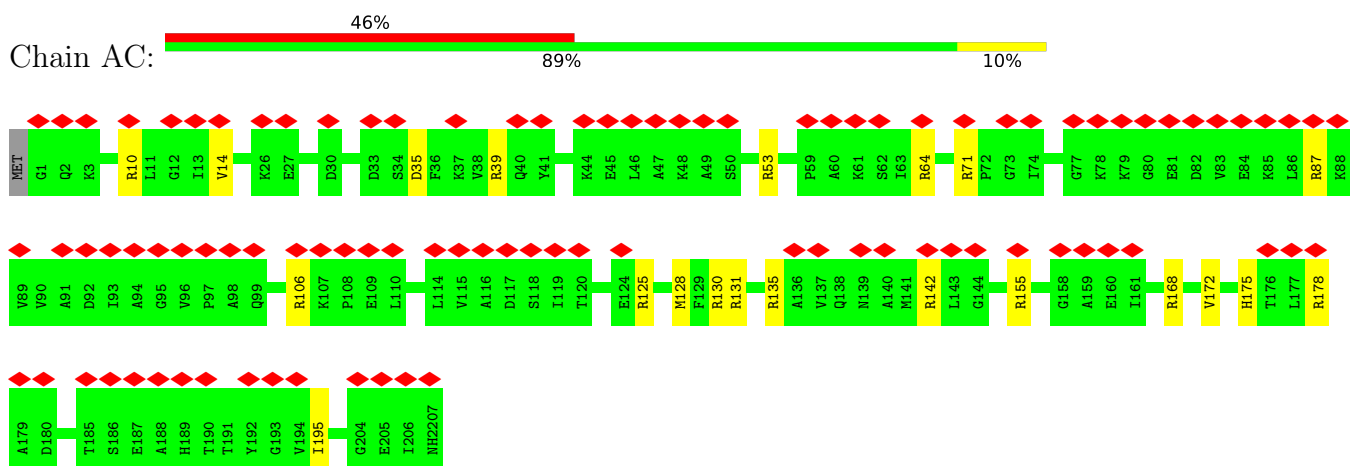 46%
Chain AC:
89% 10%
MET G1 Q2 K3 R10 L11 G12 I13 V14 K26 E27 D30 D33 S34 D35 F36 K37 V38 R39 Q40 Y41 K44 E45 L46 A47 K48 A49 S50 R53 P59 A60 K61 S62 I63 R64 R71 P72 G73 I74 G77 K78 K79 G80 E81 D82 V83 E84 K85 L86 R87 K88
V89 V90 A91 D92 I93 A94 G95 V96 P97 A98 Q99 R106 K107 P108 E109 L110 L114 V115 A116 D117 S118 I119 T120 E124 R125 M128 F129 R130 R131 R135 A136 V137 Q138 N139 A140 M141 R142 L143 G144 R155 G158 A159 E160 I161 R168 V172 H175 T176 L177 R178
A179 D180 T185 S186 E187 A188 H189 T190 T191 Y192 G193 V194 I195 G204 E205 I206 NH2207